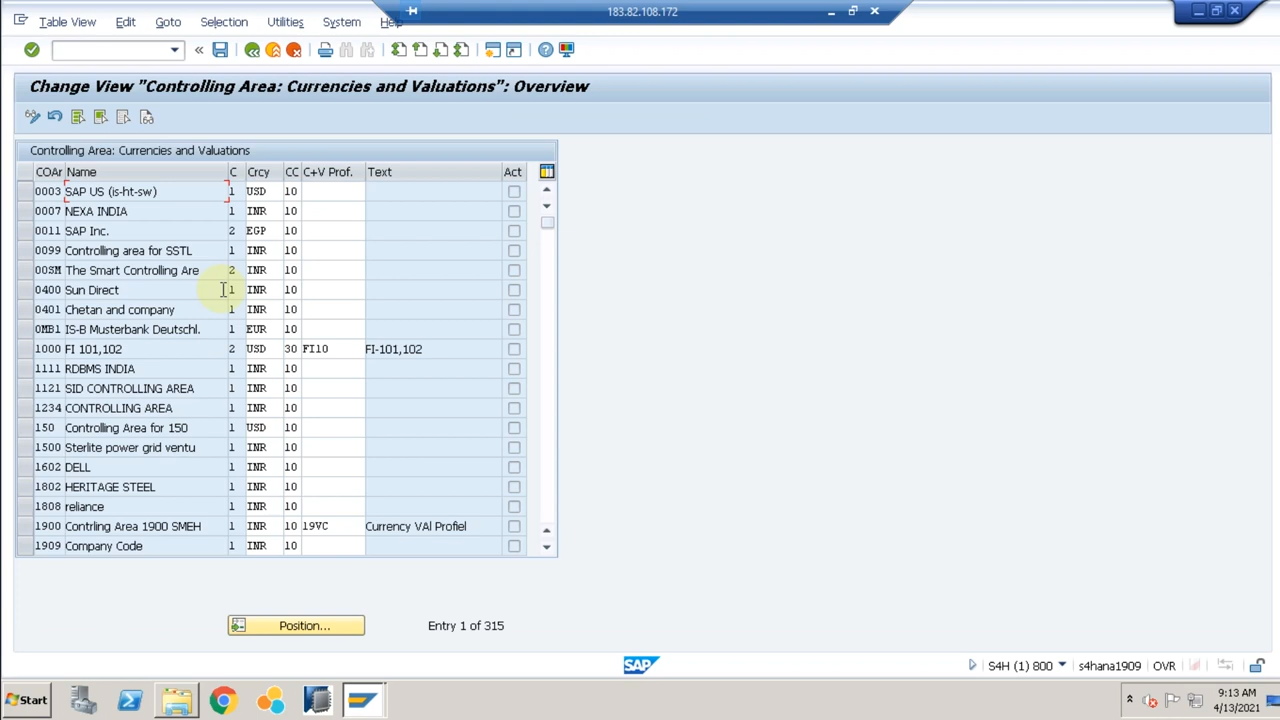 183.82.108.172
Table View Edit Goto Selection Utilities System Help
Change View "Controlling Area: Currencies and Valuations": Overview
Controlling Area: Currencies and Valuations
COAr Name C Crcy CC C+V Prof. Text Act
0003 SAP US (is-ht-sw) 1 USD 10
0007 NEXA INDIA 1 INR 10
0011 SAP Inc. 2 EGP 10
0099 Controlling area for SSTL 1 INR 10
00SM The Smart Controlling Are 2 INR 10
0400 Sun Direct 1 INR 10
0401 Chetan and company 1 INR 10
0MB1 IS-B Musterbank Deutschl. 1 EUR 10
1000 FI 101,102 2 USD 30 FI10 FI-101,102
1111 RDBMS INDIA 1 INR 10
1121 SID CONTROLLING AREA 1 INR 10
1234 CONTROLLING AREA 1 INR 10
150 Controlling Area for 150 1 USD 10
1500 Sterlite power grid ventu 1 INR 10
1602 DELL 1 INR 10
1802 HERITAGE STEEL 1 INR 10
1808 reliance 1 INR 10
1900 Contrling Area 1900 SMEH 1 INR 10 19VC Currency VAl Profiel
1909 Company Code 1 INR 10
Position... Entry 1 of 315
SAP S4H (1) 800 s4hana1909 OVR
Start 9:13 AM
4/13/2021